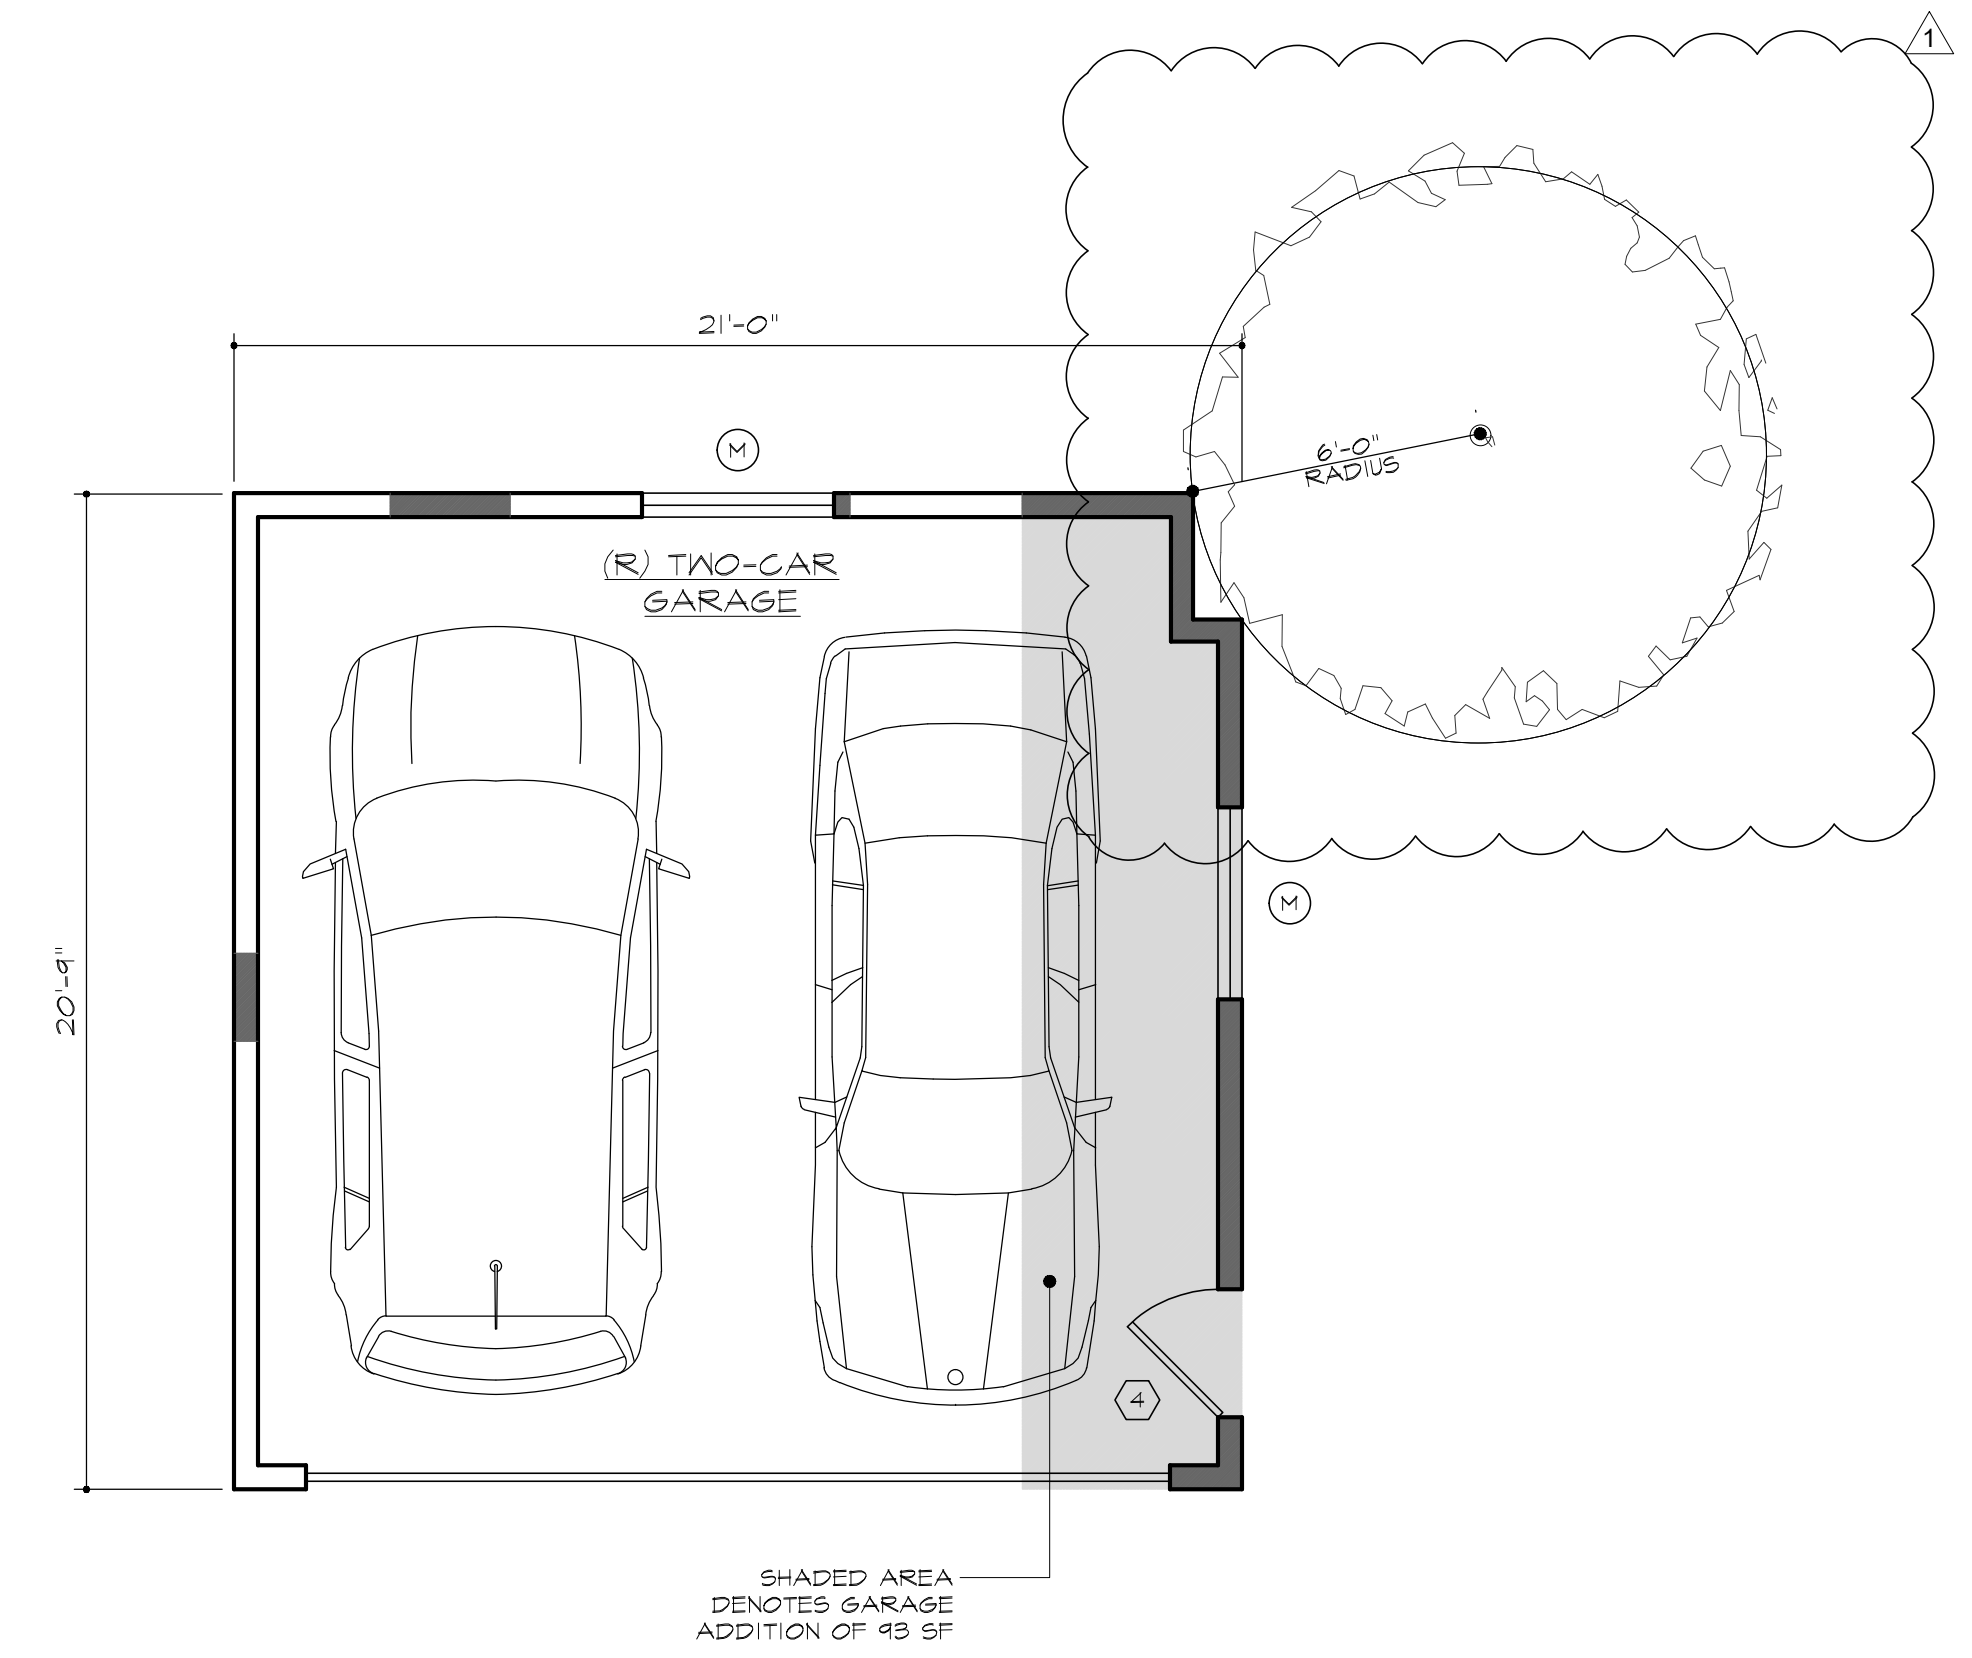 1
21'-0"
M
6'-0"
RADIUS
(R) TWO-CAR
GARAGE
M
20'-9"
4
SHADED AREA
DENOTES GARAGE
ADDITION OF 93 SF